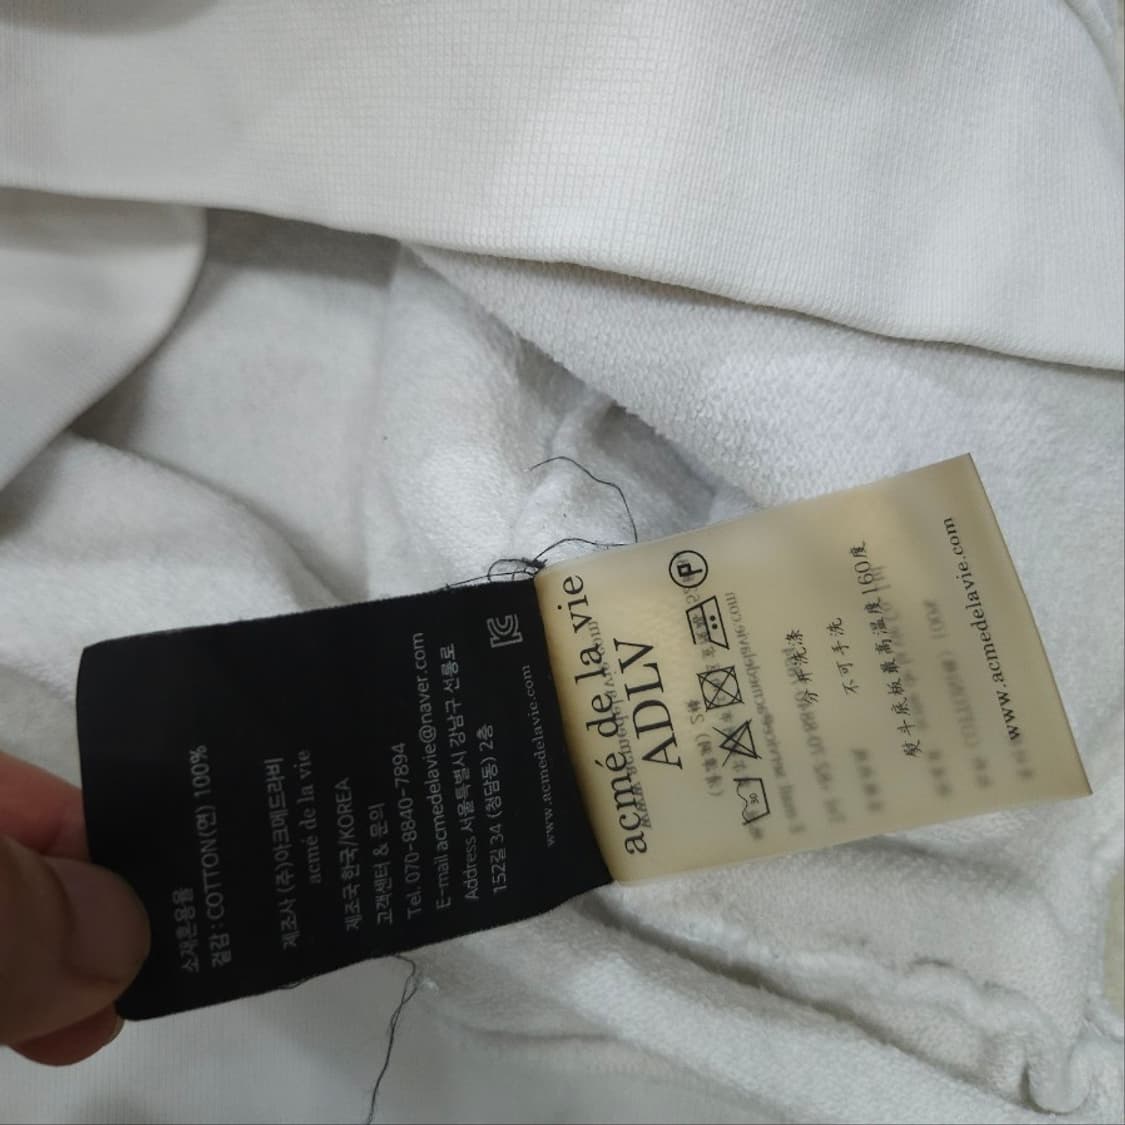 소재혼용율
겉감 : COTTON(면) 100%
제조사 (주)아크메드라비
acmé de la vie
제조국 한국/KOREA
고객센터 & 문의
Tel. 070-8840-7894
E-mail acmedelavie@naver.com
Address 서울특별시 강남구 선릉로
152길 34 (청담동) 2층
www.acmedelavie.com
acmé de la vie
ADLV
30
P
分开洗涤
不可手洗
熨斗底板最高温度160度
www.acmedelavie.com